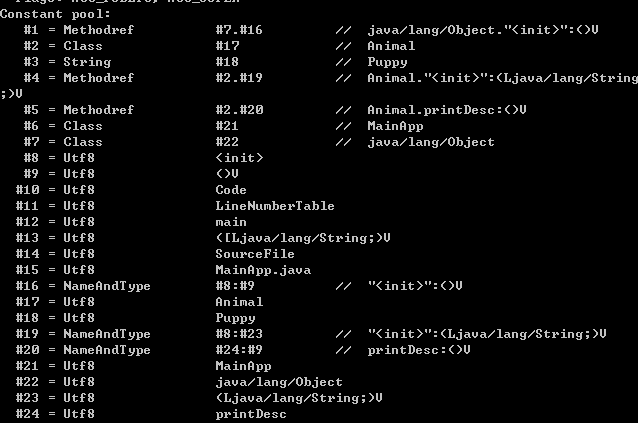 Constant pool:
#1 = Methodref #7.#16 // java/lang/Object."<init>":()V
#2 = Class #17 // Animal
#3 = String #18 // Puppy
#4 = Methodref #2.#19 // Animal."<init>":(Ljava/lang/String
;)V
#5 = Methodref #2.#20 // Animal.printDesc:()V
#6 = Class #21 // MainApp
#7 = Class #22 // java/lang/Object
#8 = Utf8 <init>
#9 = Utf8 ()V
#10 = Utf8 Code
#11 = Utf8 LineNumberTable
#12 = Utf8 main
#13 = Utf8 ([Ljava/lang/String;)V
#14 = Utf8 SourceFile
#15 = Utf8 MainApp.java
#16 = NameAndType #8:#9 // "<init>":()V
#17 = Utf8 Animal
#18 = Utf8 Puppy
#19 = NameAndType #8:#23 // "<init>":(Ljava/lang/String;)V
#20 = NameAndType #24:#9 // printDesc:()V
#21 = Utf8 MainApp
#22 = Utf8 java/lang/Object
#23 = Utf8 (Ljava/lang/String;)V
#24 = Utf8 printDesc